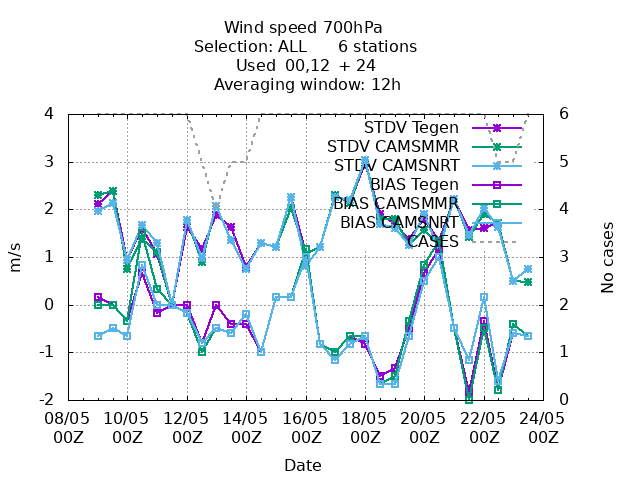 Wind speed 700hPa
Selection: ALL 6 stations
Used 00,12 + 24
Averaging window: 12h
STDV Tegen
STDV CAMSMMR
STDV CAMSNRT
BIAS Tegen
BIAS CAMSMMR
BIAS CAMSNRT
CASES
4
3
2
1
0
-1
-2
m/s
6
5
4
3
2
1
0
No cases
08/05 10/05 12/05 14/05 16/05 18/05 20/05 22/05 24/05
00Z 00Z 00Z 00Z 00Z 00Z 00Z 00Z 00Z
Date